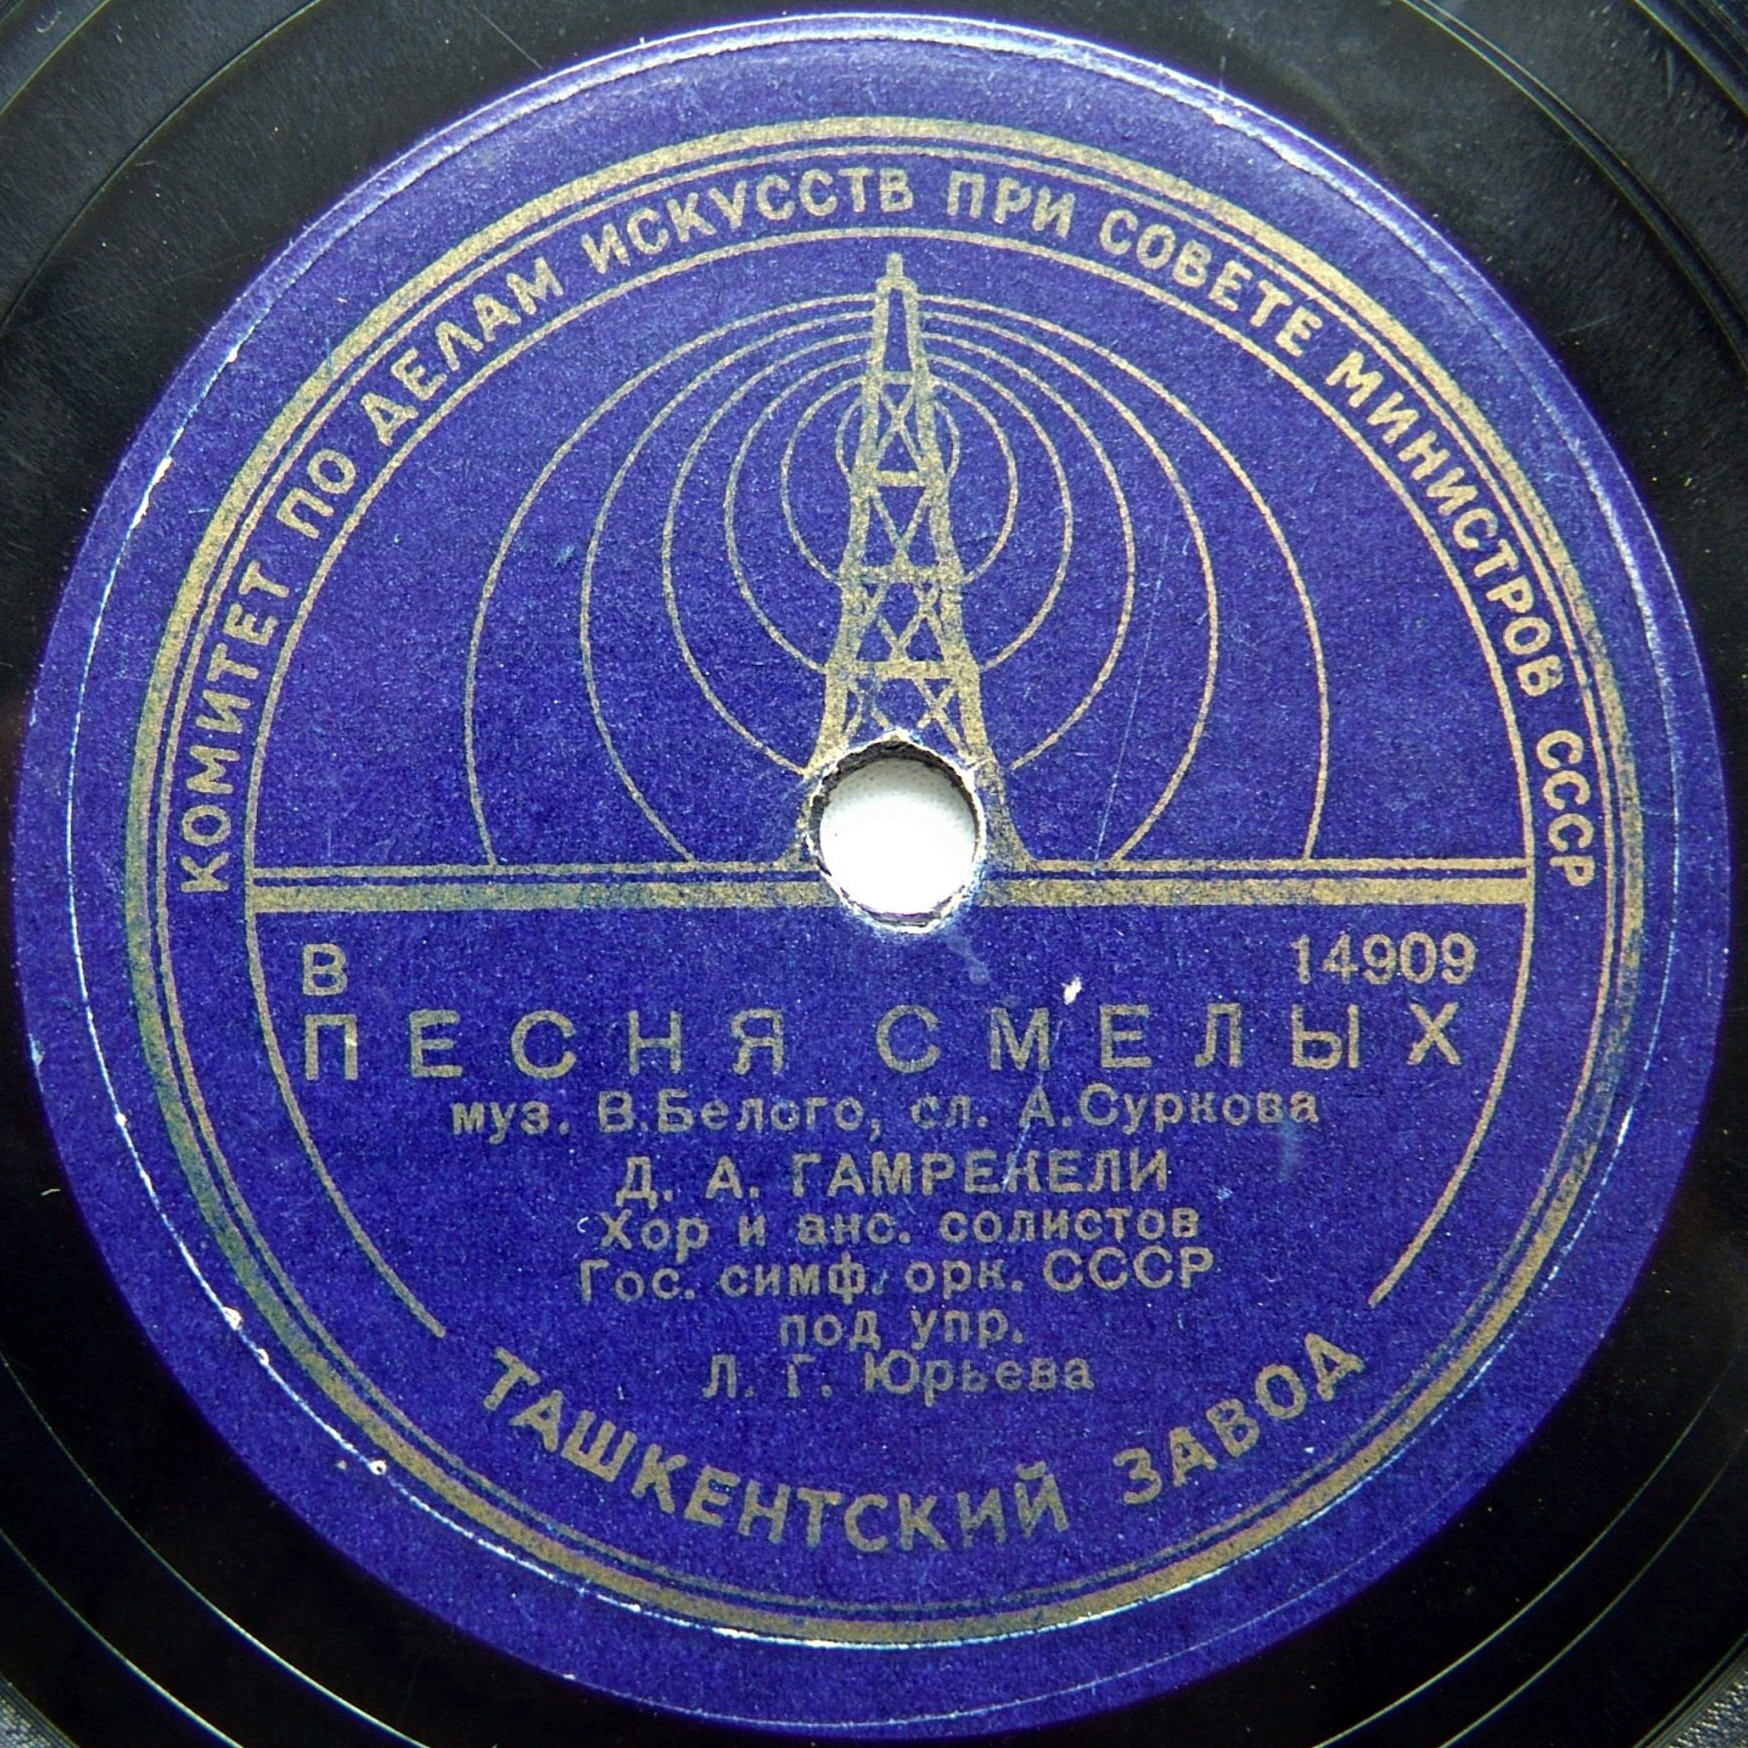 КОМИТЕТ ПО ДЕЛАМ ИСКУССТВ ПРИ СОВЕТЕ МИНИСТРОВ СССР
В 14909
ПЕСНЯ СМЕЛЫХ
муз. В.Белого, сл. А.Суркова
Д. А. ГАМРЕКЕЛИ
Хор и анс. солистов
Гос. симф. орк. СССР
под упр.
Л. Г. Юрьева
ТАШКЕНТСКИЙ ЗАВОД